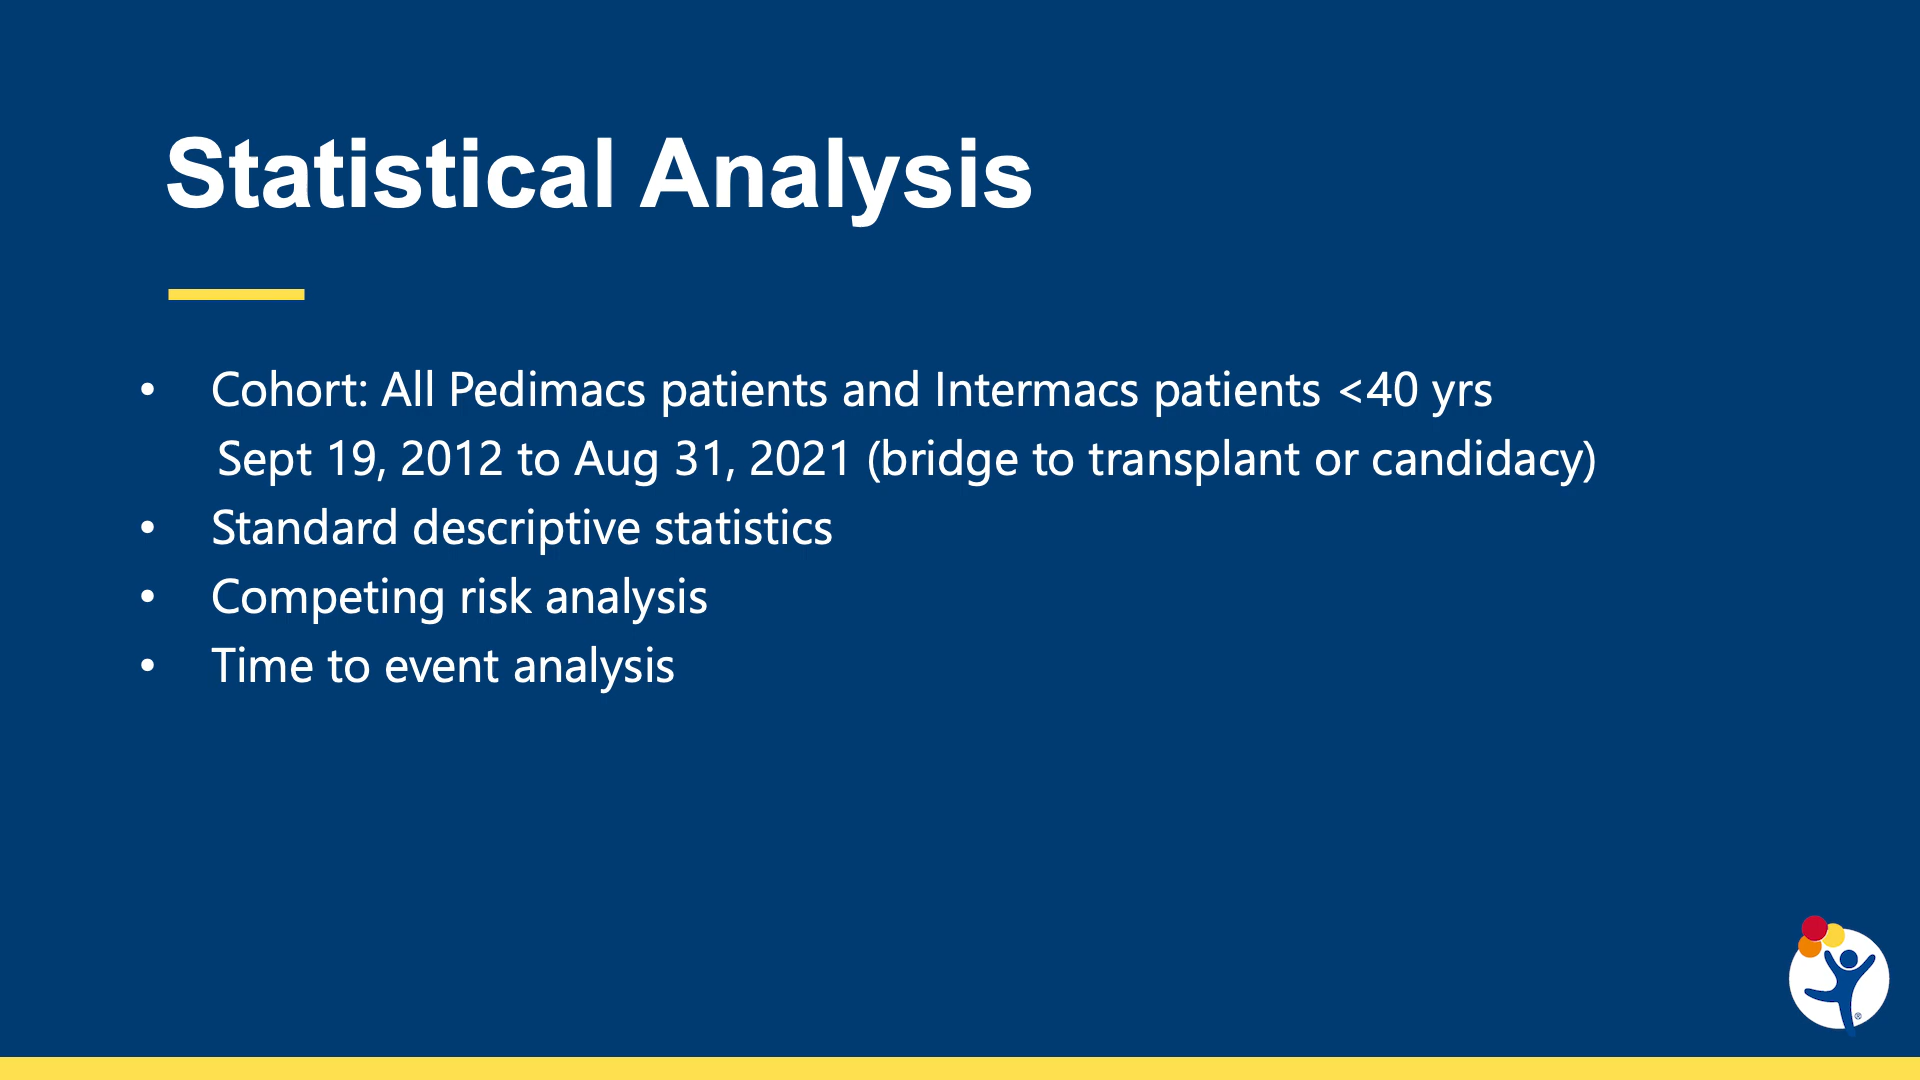 Statistical Analysis
• Cohort: All Pedimacs patients and Intermacs patients <40 yrs
Sept 19, 2012 to Aug 31, 2021 (bridge to transplant or candidacy)
• Standard descriptive statistics
• Competing risk analysis
• Time to event analysis
®